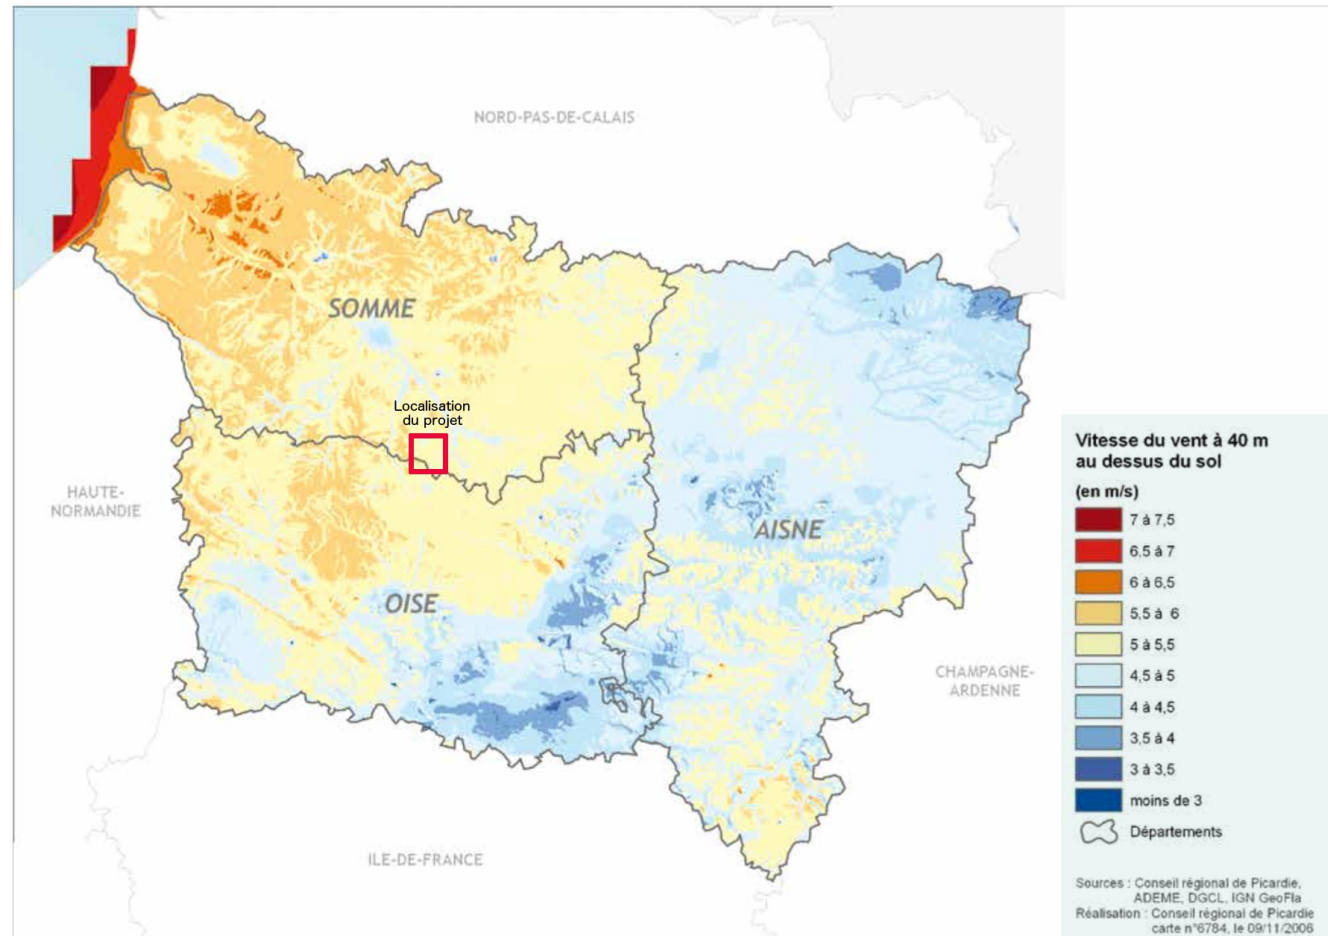 NORD-PAS-DE-CALAIS
SOMME
Localisation
du projet
HAUTE-
NORMANDIE
AISNE
OISE
CHAMPAGNE-
ARDENNE
ILE-DE-FRANCE
Vitesse du vent à 40 m
au dessus du sol
(en m/s)
7 à 7,5
6,5 à 7
6 à 6,5
5,5 à 6
5 à 5,5
4,5 à 5
4 à 4,5
3,5 à 4
3 à 3,5
moins de 3
Départements
Sources : Conseil régional de Picardie,
ADEME, DGCL, IGN GeoFla
Réalisation : Conseil régional de Picardie
carte n°6784, le 09/11/2006